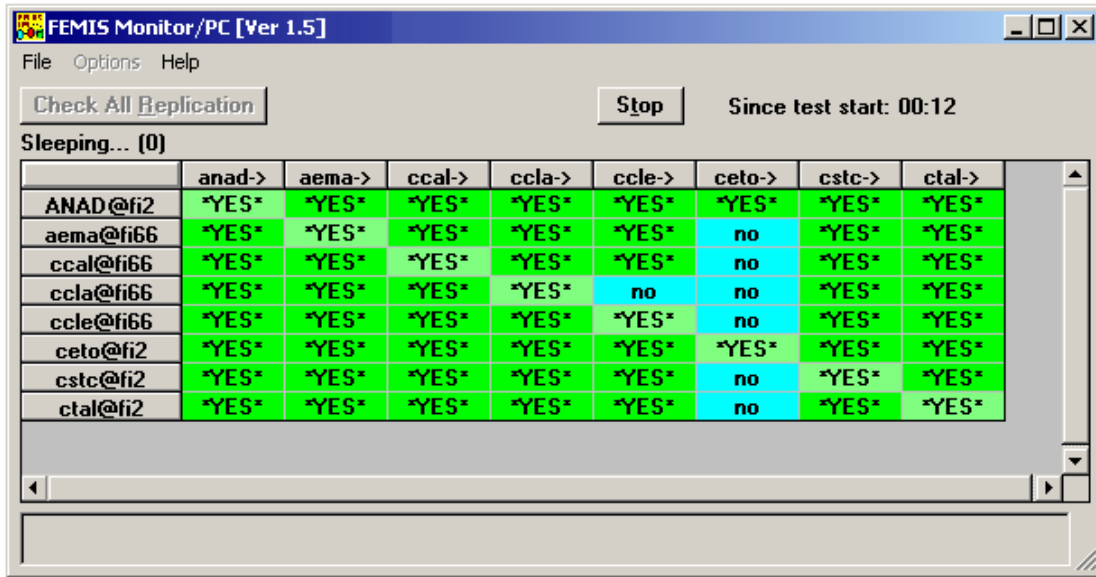 FEMIS Monitor/PC [Ver 1.5]
File Options Help
Check All Replication Stop Since test start: 00:12
Sleeping... (0)
anad-> aema-> ccal-> ccla-> ccle-> ceto-> cstc-> ctal->
ANAD@fi2 *YES* *YES* *YES* *YES* *YES* *YES* *YES* *YES*
aema@fi66 *YES* *YES* *YES* *YES* *YES* no *YES* *YES*
ccal@fi66 *YES* *YES* *YES* *YES* *YES* no *YES* *YES*
ccla@fi66 *YES* *YES* *YES* *YES* no no *YES* *YES*
ccle@fi66 *YES* *YES* *YES* *YES* *YES* no *YES* *YES*
ceto@fi2 *YES* *YES* *YES* *YES* *YES* *YES* *YES* *YES*
cstc@fi2 *YES* *YES* *YES* *YES* *YES* no *YES* *YES*
ctal@fi2 *YES* *YES* *YES* *YES* *YES* no *YES* *YES*